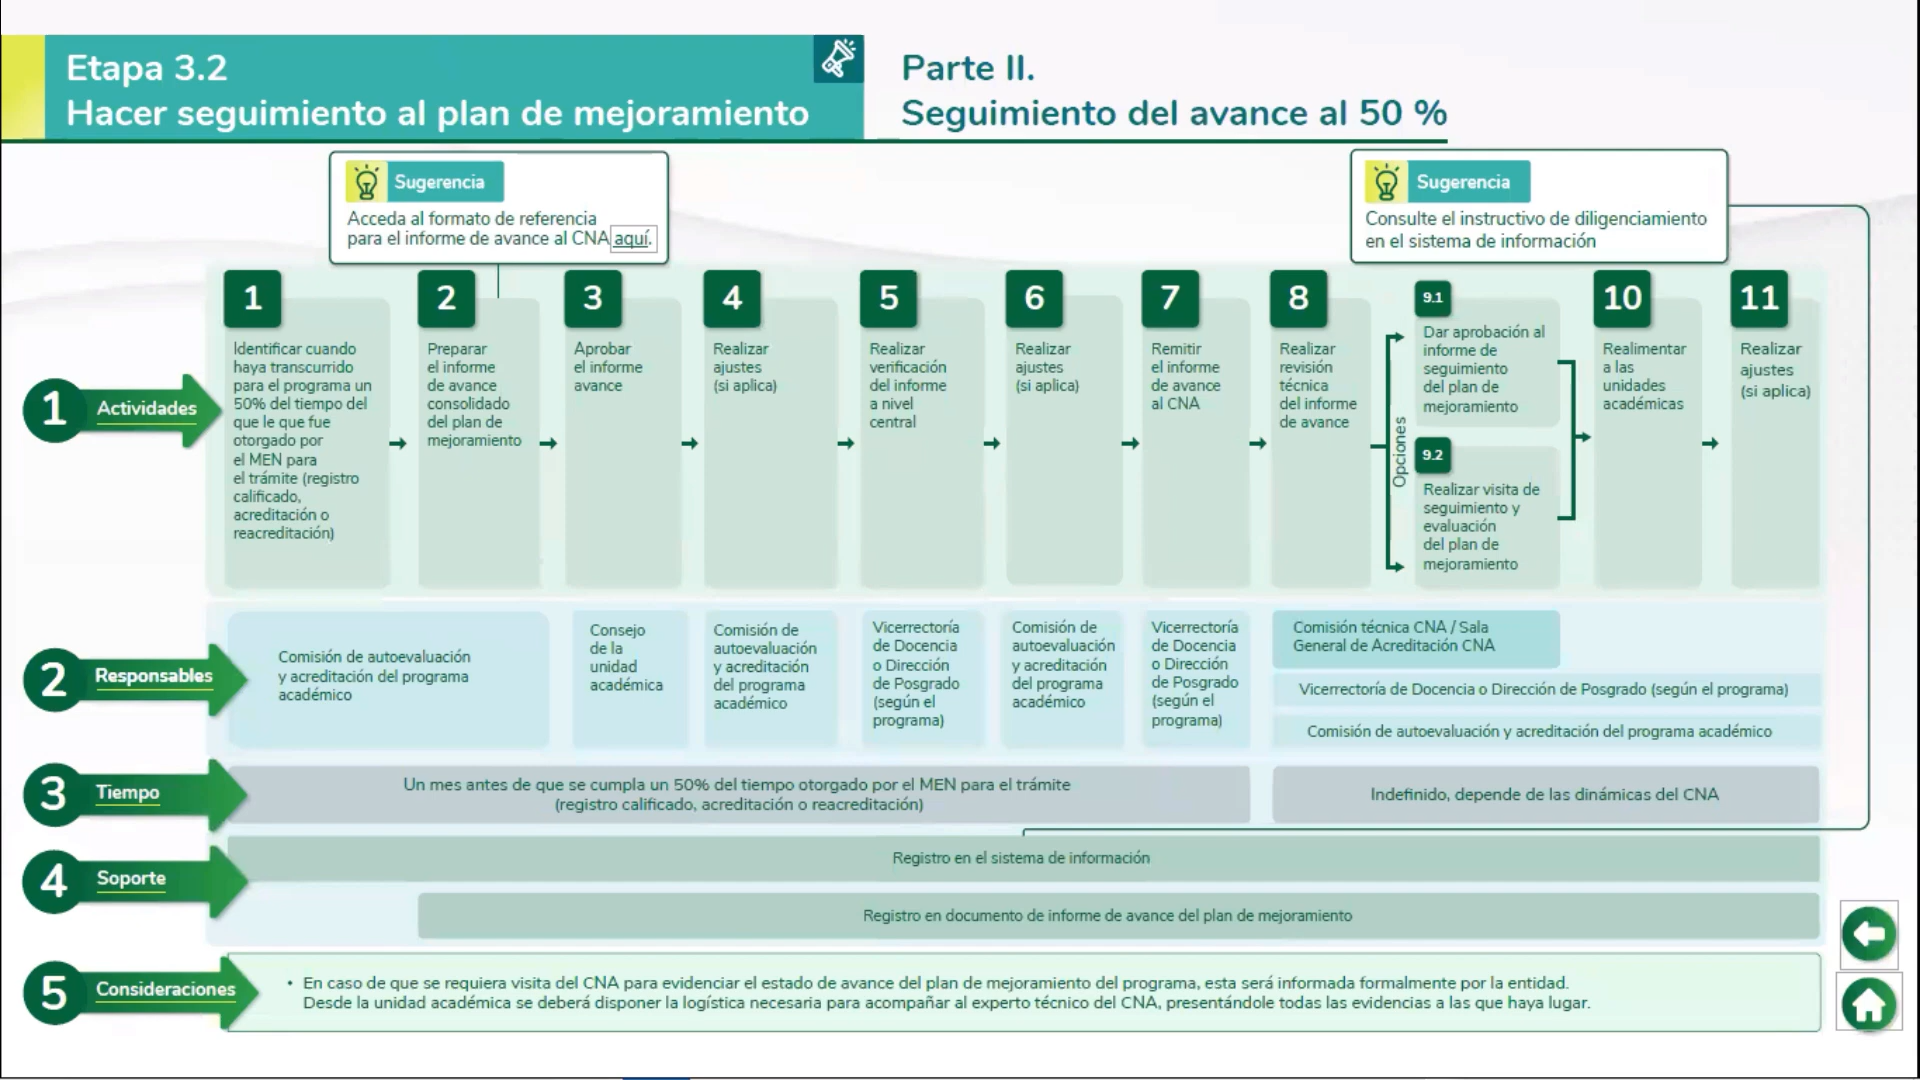 Etapa 3.2
Hacer seguimiento al plan de mejoramiento
Parte II.
Seguimiento del avance al 50 %
Sugerencia
Acceda al formato de referencia
para el informe de avance al CNA aquí.
Sugerencia
Consulte el instructivo de diligenciamiento
en el sistema de información
1
Actividades
1
Identificar cuando
haya transcurrido
para el programa un
50% del tiempo del
que le que fue
otorgado por
el MEN para
el trámite (registro
calificado,
acreditación o
reacreditación)
2
Preparar
el informe
de avance
consolidado
del plan de
mejoramiento
3
Aprobar
el informe
avance
4
Realizar
ajustes
(si aplica)
5
Realizar
verificación
del informe
a nivel
central
6
Realizar
ajustes
(si aplica)
7
Remitir
el informe
de avance
al CNA
8
Realizar
revisión
técnica
del informe
de avance
Opciones
9.1
Dar aprobación al
informe de
seguimiento
del plan de
mejoramiento
9.2
Realizar visita de
seguimiento y
evaluación
del plan de
mejoramiento
10
Realimentar
a las
unidades
académicas
11
Realizar
ajustes
(si aplica)
2
Responsables
Comisión de autoevaluación
y acreditación del programa
académico
Consejo
de la
unidad
académica
Comisión de
autoevaluación
y acreditación
del programa
académico
Vicerrectoría
de Docencia
o Dirección
de Posgrado
(según el
programa)
Comisión de
autoevaluación
y acreditación
del programa
académico
Vicerrectoría
de Docencia
o Dirección
de Posgrado
(según el
programa)
Comisión técnica CNA / Sala
General de Acreditación CNA
Vicerrectoría de Docencia o Dirección de Posgrado (según el programa)
Comisión de autoevaluación y acreditación del programa académico
3
Tiempo
Un mes antes de que se cumpla un 50% del tiempo otorgado por el MEN para el trámite
(registro calificado, acreditación o reacreditación)
Indefinido, depende de las dinámicas del CNA
4
Soporte
Registro en el sistema de información
Registro en documento de informe de avance del plan de mejoramiento
5
Consideraciones
• En caso de que se requiera visita del CNA para evidenciar el estado de avance del plan de mejoramiento del programa, esta será informada formalmente por la entidad.
Desde la unidad académica se deberá disponer la logística necesaria para acompañar al experto técnico del CNA, presentándole todas las evidencias a las que haya lugar.